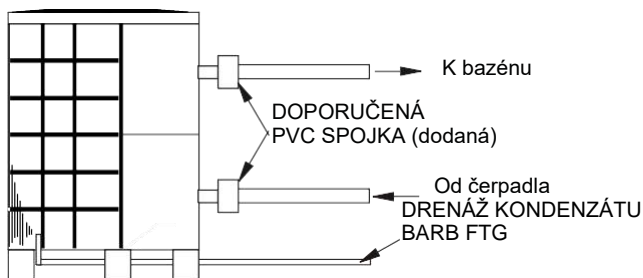 K bazénu
DOPORUČENÁ
PVC SPOJKA (dodaná)
Od čerpadla
DRENÁŽ KONDENZÁTU
BARB FTG